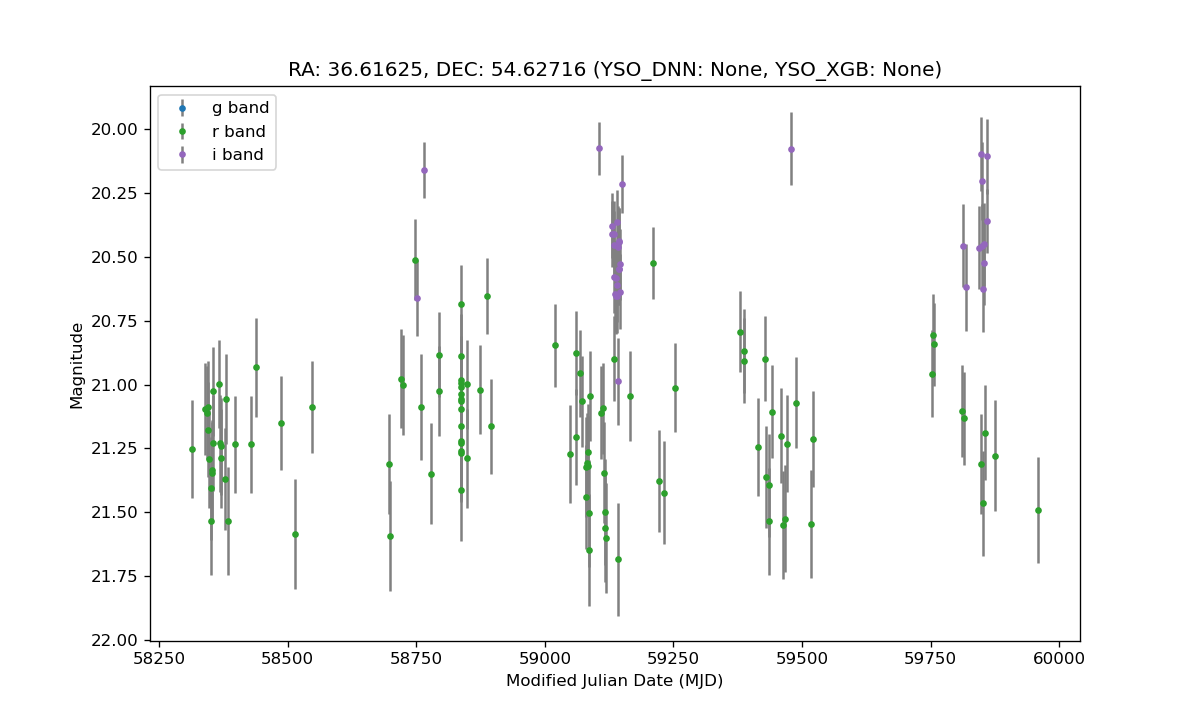 RA: 36.61625, DEC: 54.62716 (YSO_DNN: None, YSO_XGB: None)
g band
r band
i band
20.00
20.25
20.50
20.75
21.00
21.25
21.50
21.75
22.00
Magnitude
58250 58500 58750 59000 59250 59500 59750 60000
Modified Julian Date (MJD)